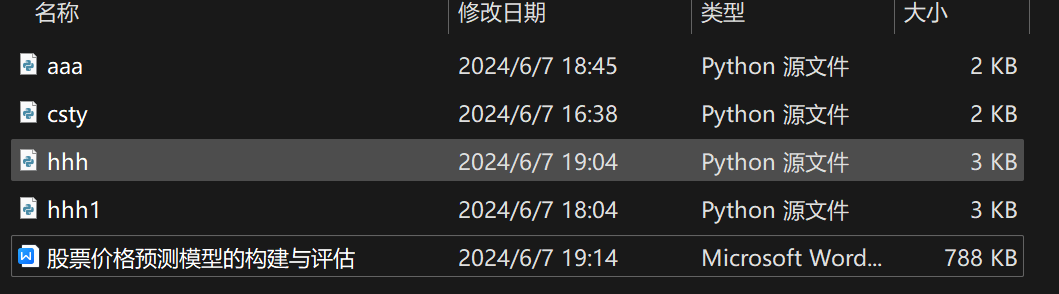 名称 修改日期 类型 大小
aaa 2024/6/7 18:45 Python 源文件 2 KB
csty 2024/6/7 16:38 Python 源文件 2 KB
hhh 2024/6/7 19:04 Python 源文件 3 KB
hhh1 2024/6/7 18:04 Python 源文件 3 KB
股票价格预测模型的构建与评估 2024/6/7 19:14 Microsoft Word... 788 KB